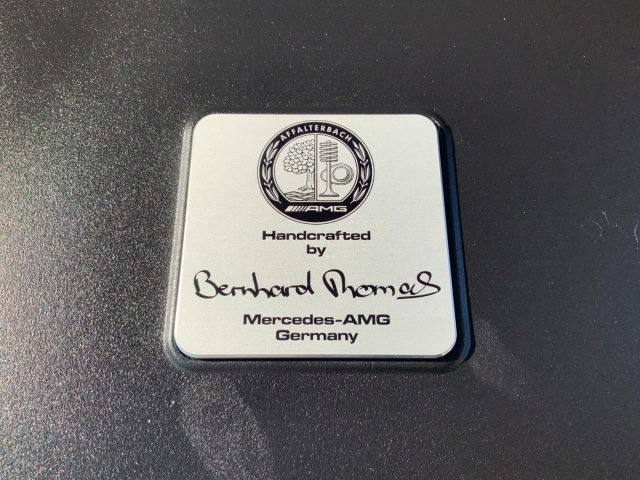 AFFALTERBACH
AMG
Handcrafted
by
Bernhard Thomas
Mercedes-AMG
Germany